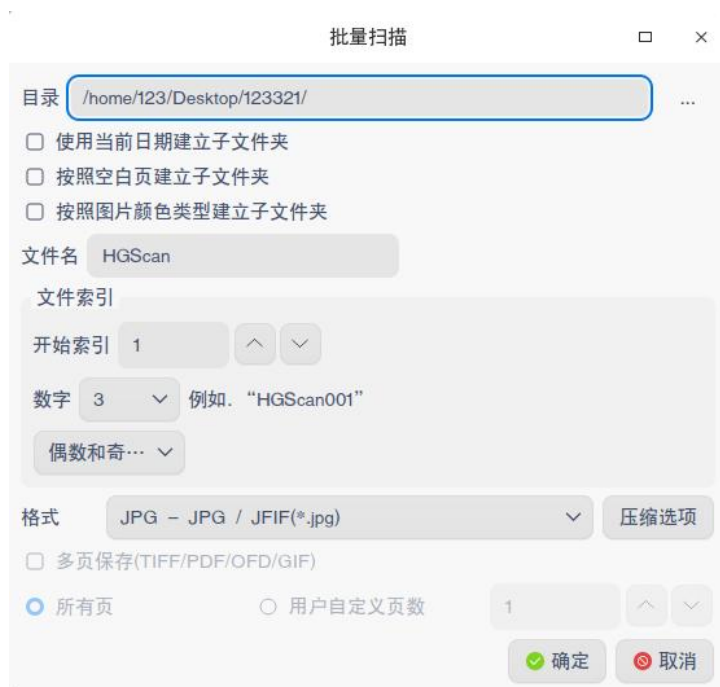 批量扫描
目录 /home/123/Desktop/123321/ ...
使用当前日期建立子文件夹
按照空白页建立子文件夹
按照图片颜色类型建立子文件夹
文件名 HGScan
文件索引
开始索引 1
数字 3 例如. “HGScan001”
偶数和奇…
格式 JPG - JPG / JFIF(*.jpg) 压缩选项
多页保存(TIFF/PDF/OFD/GIF)
所有页 用户自定义页数 1
确定 取消